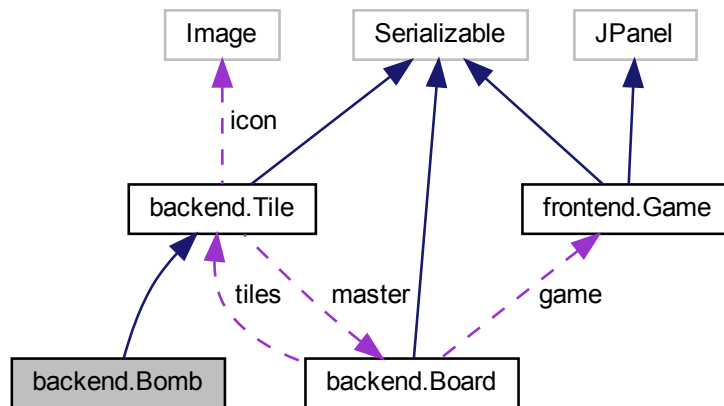 Image
Serializable
JPanel
icon
backend.Tile
frontend.Game
tiles
master
game
backend.Bomb
backend.Board